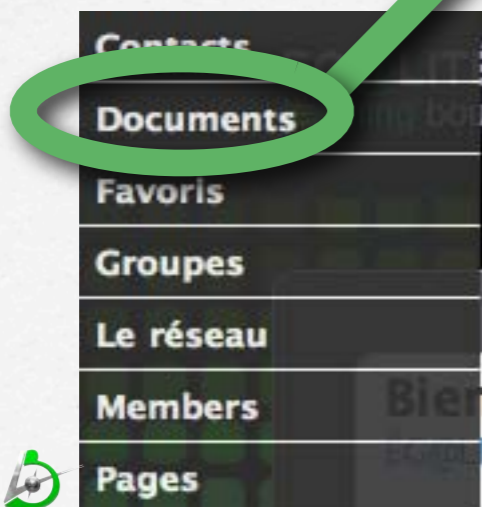 Contacts
Documents
Favoris
Groupes
Le réseau
Members
Pages